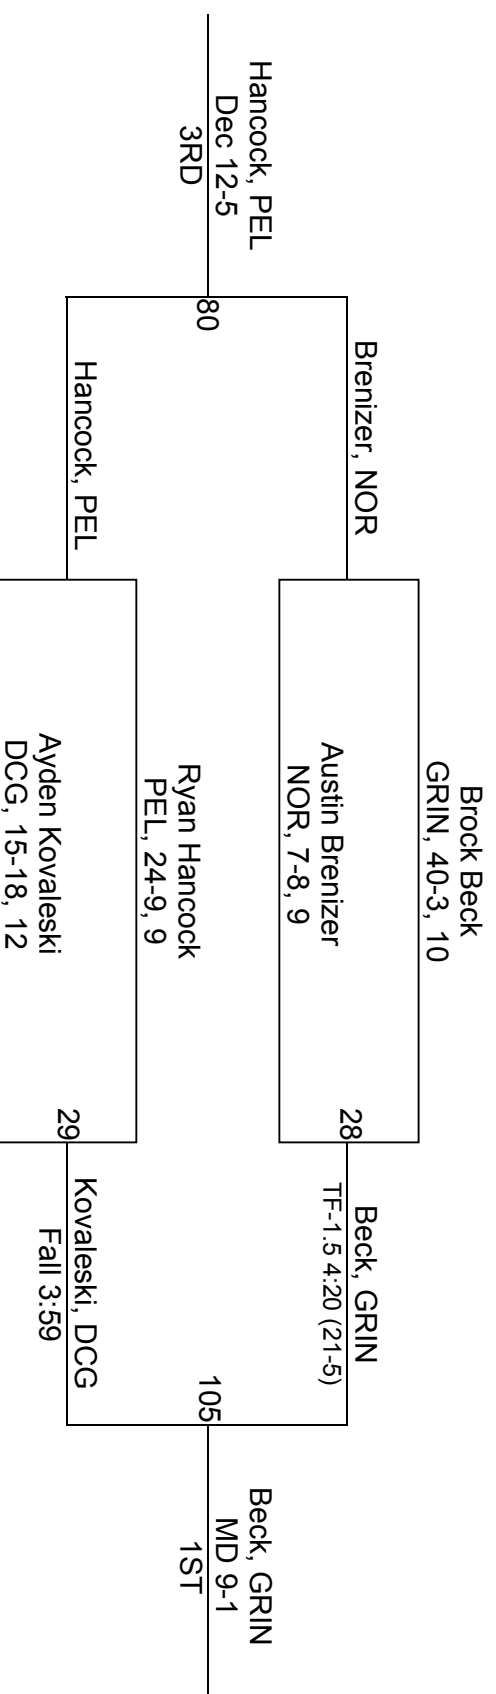 Brock Beck
GRIN, 40-3, 10
Brenizer, NOR
Austin Brenizer
NOR, 7-8, 9
28
Beck, GRIN
TF-1.5 4:20 (21-5)
Hancock, PEL
Dec 12-5
3RD
80
Ryan Hancock
PEL, 24-9, 9
105
Beck, GRIN
MD 9-1
1ST
Hancock, PEL
Ayden Kovaleski
DCG, 15-18, 12
29
Kovaleski, DCG
Fall 3:59